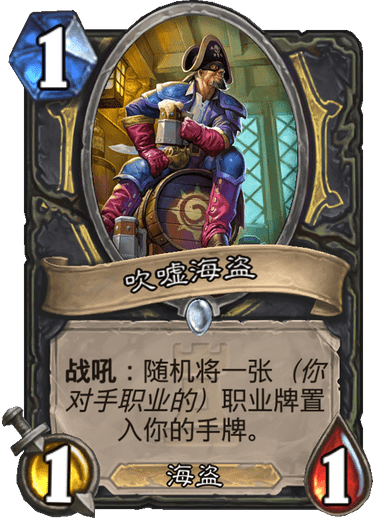 1
吹嘘海盗
战吼：随机将一张（你
对手职业的）职业牌置
入你的手牌。
海盗
1
1